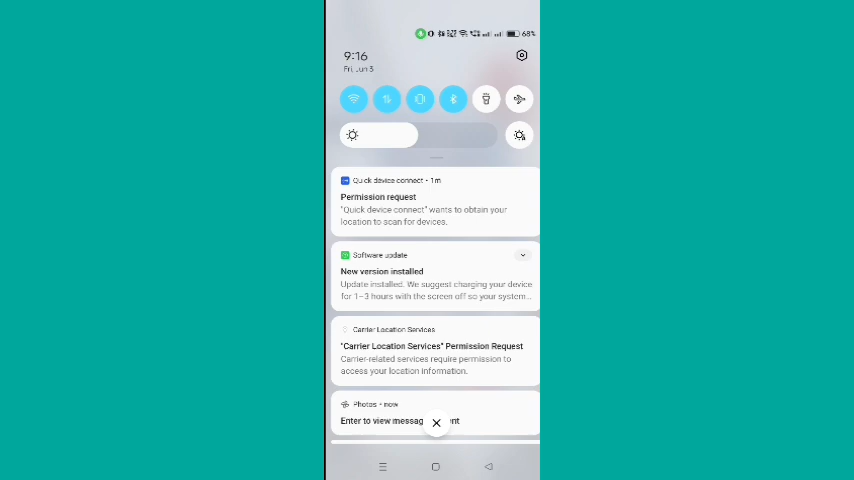 68%
9:16
Fri, Jun 3
Quick device connect • 1m
Permission request
"Quick device connect" wants to obtain your
location to scan for devices.
Software update
New version installed
Update installed. We suggest charging your device
for 1–3 hours with the screen off so your system...
Carrier Location Services
"Carrier Location Services" Permission Request
Carrier-related services require permission to
access your location information.
Photos • now
Enter to view messag